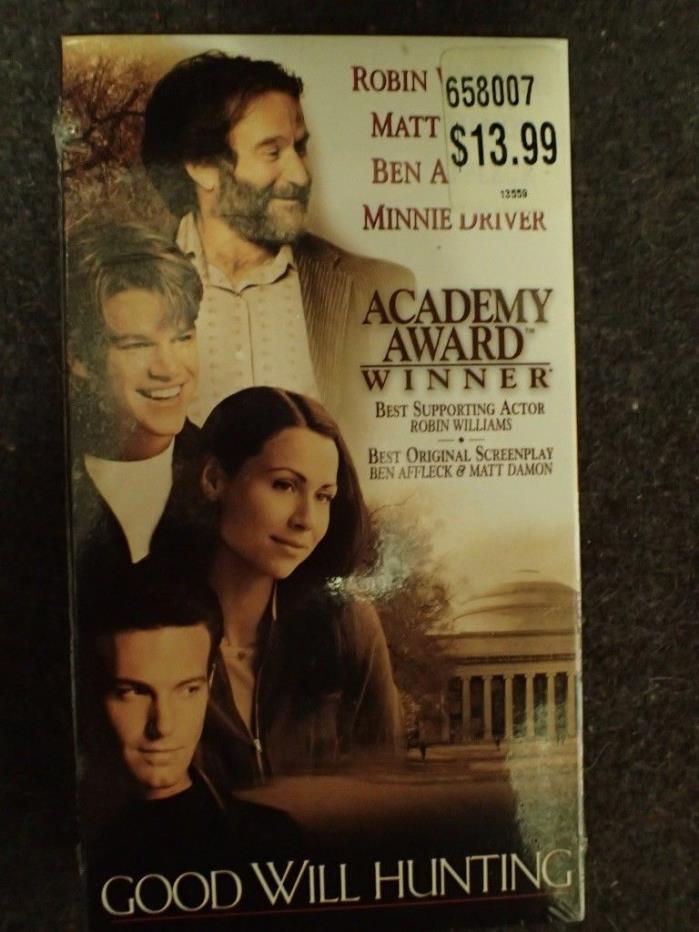 ROBIN
658007
MATT
$13.99
BEN A
13559
MINNIE DRIVER
ACADEMY
AWARD™
WINNER
BEST SUPPORTING ACTOR
ROBIN WILLIAMS
BEST ORIGINAL SCREENPLAY
BEN AFFLECK & MATT DAMON
GOOD WILL HUNTING